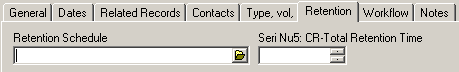 General Dates Related Records Contacts Type, vol, Retention Workflow Notes
Retention Schedule Seri Nu5: CR-Total Retention Time